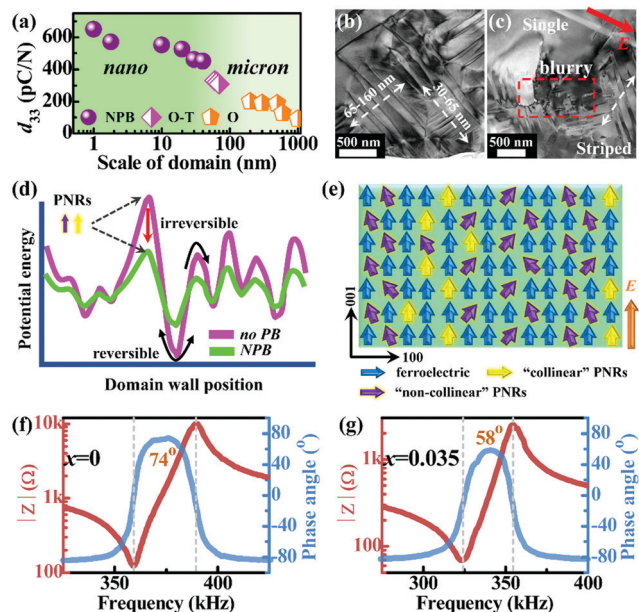 (a)
d33 (pC/N)
800
600
400
200
0
nano
micron
NPB
O-T
O
1
10
100
1000
Scale of domain (nm)
(b)
65-160 nm
30-65 nm
500 nm
(c)
Single
E
blurry
Striped
500 nm
(d)
PNRs
irreversible
reversible
no PB
NPB
Potential energy
Domain wall position
(e)
001
100
E
ferroelectric
"collinear" PNRs
"non-collinear" PNRs
(f)
10k
1k
100
|Z| (Ω)
x=0
74°
80
40
0
-40
-80
Phase angle (°)
360
390
420
Frequency (kHz)
(g)
1k
100
|Z| (Ω)
x=0.035
58°
80
40
0
-40
-80
Phase angle (°)
300
350
400
Frequency (kHz)